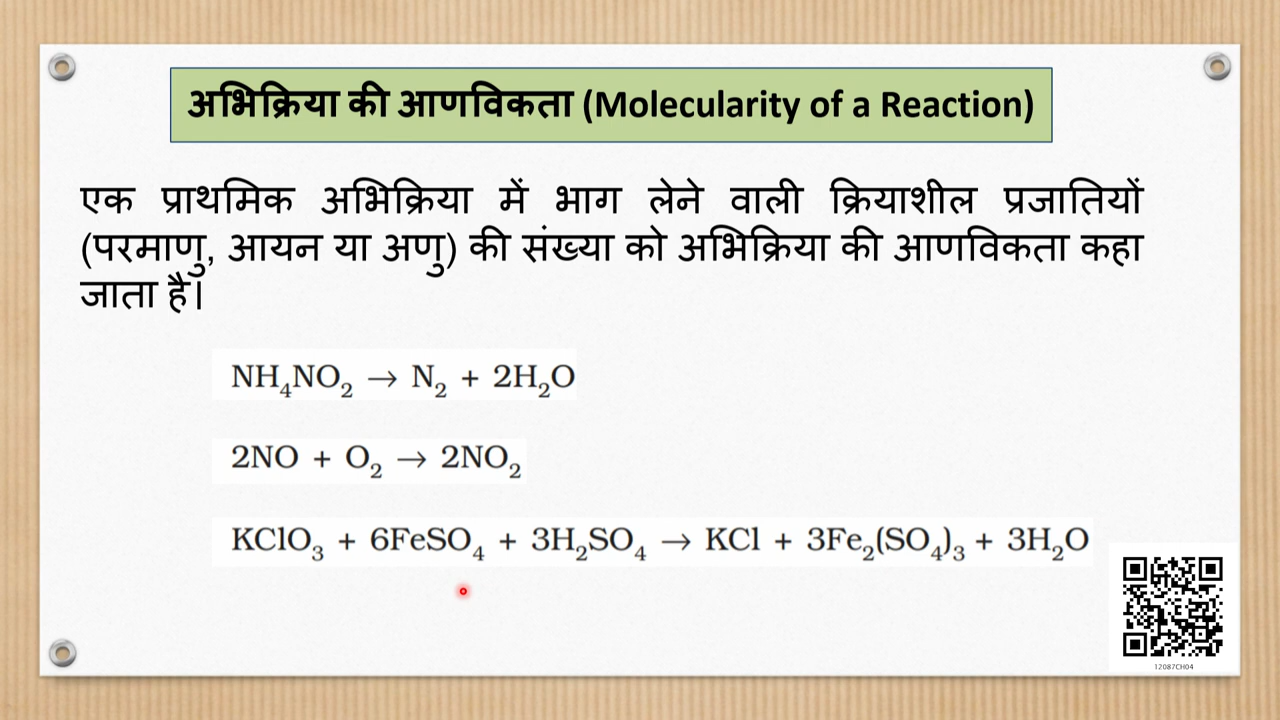 अभिक्रिया की आणविकता (Molecularity of a Reaction)
एक प्राथमिक अभिक्रिया में भाग लेने वाली क्रियाशील प्रजातियों
(परमाणु, आयन या अणु) की संख्या को अभिक्रिया की आणविकता कहा
जाता है।
NH₄NO₂ → N₂ + 2H₂O
2NO + O₂ → 2NO₂
KClO₃ + 6FeSO₄ + 3H₂SO₄ → KCl + 3Fe₂(SO₄)₃ + 3H₂O
12087CH04